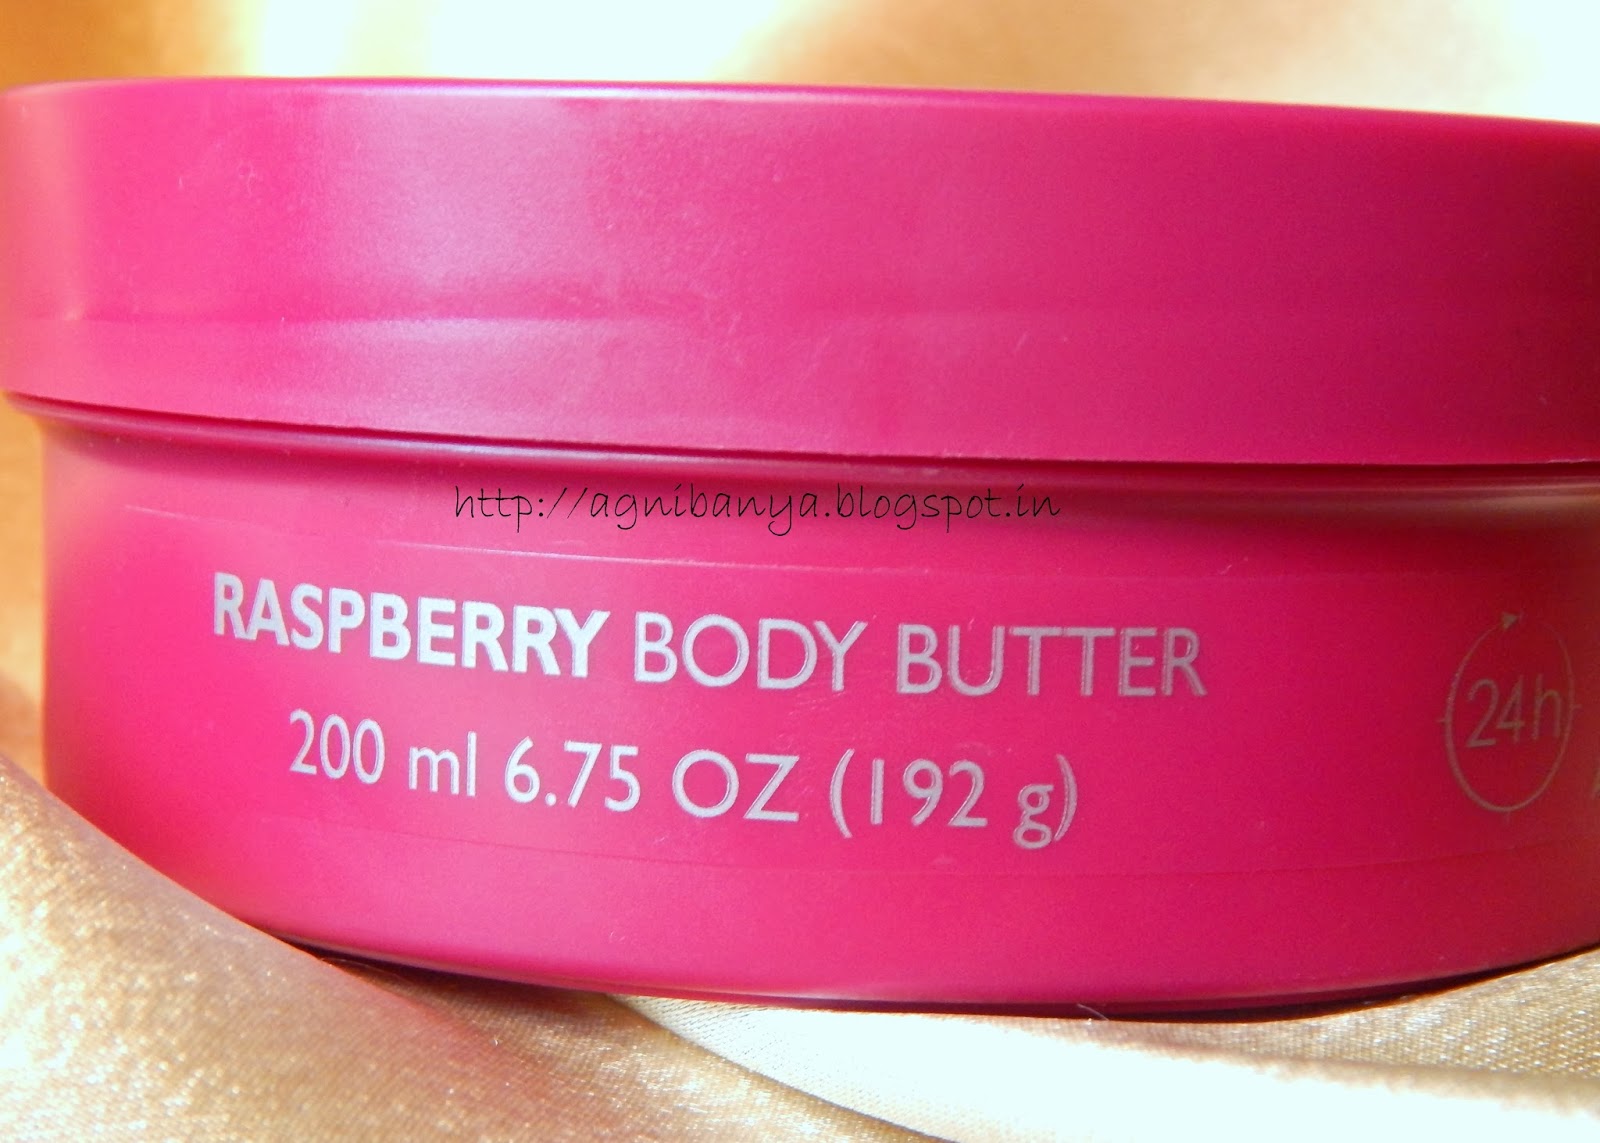 http://agnibanya.blogspot.in
RASPBERRY BODY BUTTER
200 ml 6.75 OZ (192 g)
24h